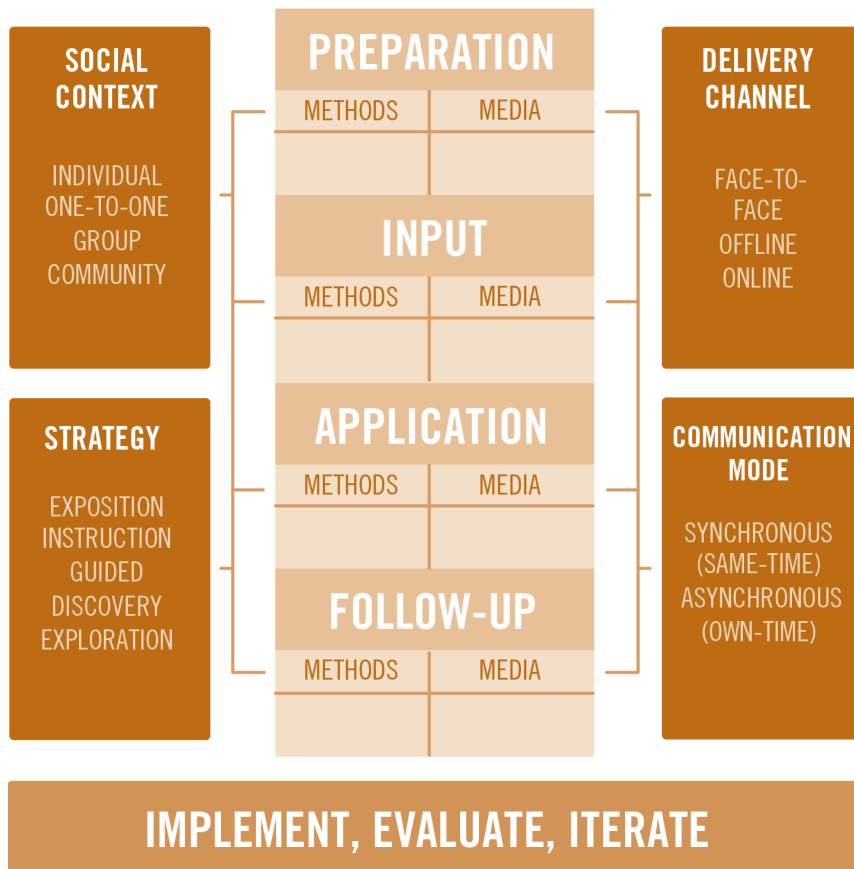 SOCIAL
CONTEXT
INDIVIDUAL
ONE-TO-ONE
GROUP
COMMUNITY
STRATEGY
EXPOSITION
INSTRUCTION
GUIDED
DISCOVERY
EXPLORATION
PREPARATION
METHODS MEDIA
INPUT
METHODS MEDIA
APPLICATION
METHODS MEDIA
FOLLOW-UP
METHODS MEDIA
DELIVERY
CHANNEL
FACE-TO-
FACE
OFFLINE
ONLINE
COMMUNICATION
MODE
SYNCHRONOUS
(SAME-TIME)
ASYNCHRONOUS
(OWN-TIME)
IMPLEMENT, EVALUATE, ITERATE